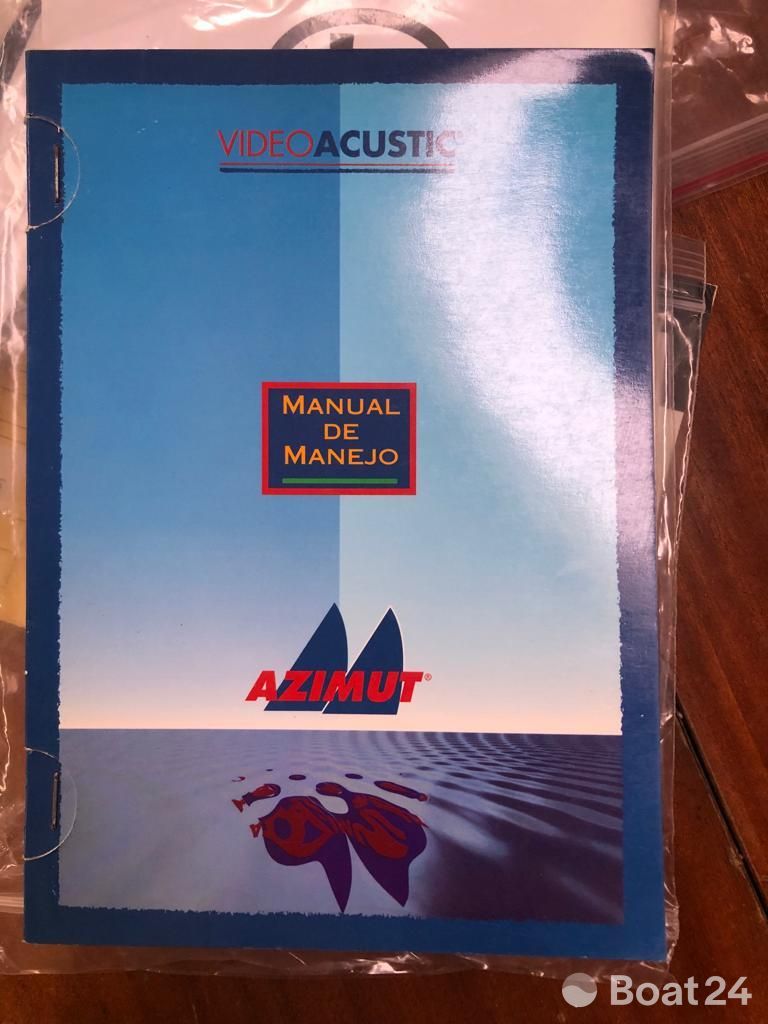 VIDEOACUSTIC
MANUAL
DE
MANEJO
AZIMUT®
Boat24